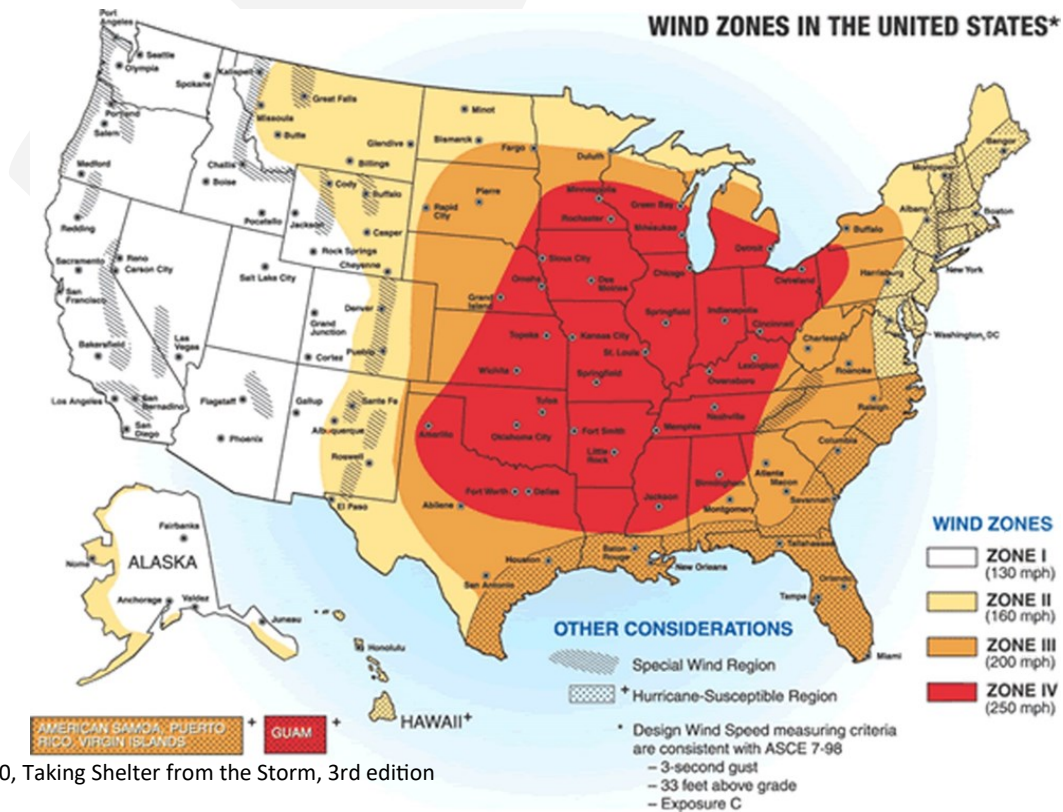 WIND ZONES IN THE UNITED STATES*
Port
Angeles
Seattle
Olympia
Spokane
Kalispell
Great Falls
Missoula
Butte
Glendive
Billings
Minot
Bismarck
Fargo
Duluth
Portland
Salem
Medford
Challis
Boise
Pocatello
Cody
Buffalo
Jackson
Casper
Rock Springs
Cheyenne
Rapid
City
Pierre
Minneapolis
Rochester
Green Bay
Milwaukee
Detroit
Buffalo
Albany
Montpelier
Bangor
Boston
New York
Harrisburg
Washington, DC
Redding
Sacramento
Reno
Carson City
San
Francisco
Salt Lake City
Grand
Junction
Denver
Pueblo
Cortez
Grand
Island
Omaha
Sioux City
Des
Moines
Chicago
Cleveland
Springfield
Indianapolis
Cincinnati
Charleston
Roanoke
Bakersfield
Las
Vegas
Los Angeles
San
Bernadino
San
Diego
Flagstaff
Phoenix
Gallup
Santa Fe
Albuquerque
Roswell
El Paso
Topeka
Kansas City
St. Louis
Wichita
Springfield
Owensboro
Lexington
Nashville
Raleigh
Columbia
Tulsa
Oklahoma City
Amarillo
Fort Smith
Little
Rock
Memphis
Birmingham
Atlanta
Macon
Savannah
Montgomery
Fort Worth
Dallas
Abilene
Jackson
Houston
San Antonio
Baton
Rouge
New Orleans
Tallahassee
Orlando
Tampa
Miami
Fairbanks
ALASKA
Nome
Anchorage
Valdez
Juneau
Honolulu
HAWAII+
AMERICAN SAMOA, PUERTO
RICO, VIRGIN ISLANDS
+
GUAM
+
OTHER CONSIDERATIONS
Special Wind Region
+ Hurricane-Susceptible Region
* Design Wind Speed measuring criteria
are consistent with ASCE 7-98
– 3-second gust
– 33 feet above grade
– Exposure C
WIND ZONES
ZONE I
(130 mph)
ZONE II
(160 mph)
ZONE III
(200 mph)
ZONE IV
(250 mph)
0, Taking Shelter from the Storm, 3rd edition